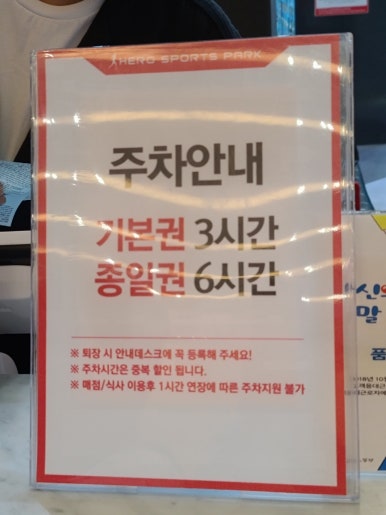 HERO SPORTS PARK
주차안내
기본권 3시간
종일권 6시간
※ 퇴장 시 안내데스크에 꼭 등록해 주세요!
※ 주차시간은 중복 할인 됩니다.
※ 매점/식사 이용후 1시간 연장에 따른 주차지원 불가
말
품